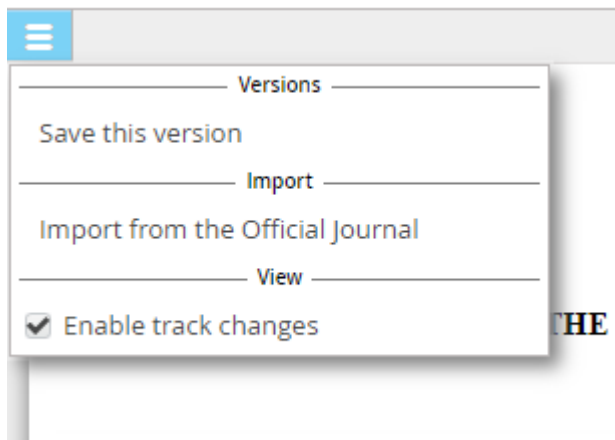 Versions
Save this version
Import
Import from the Official Journal
View
Enable track changes
THE